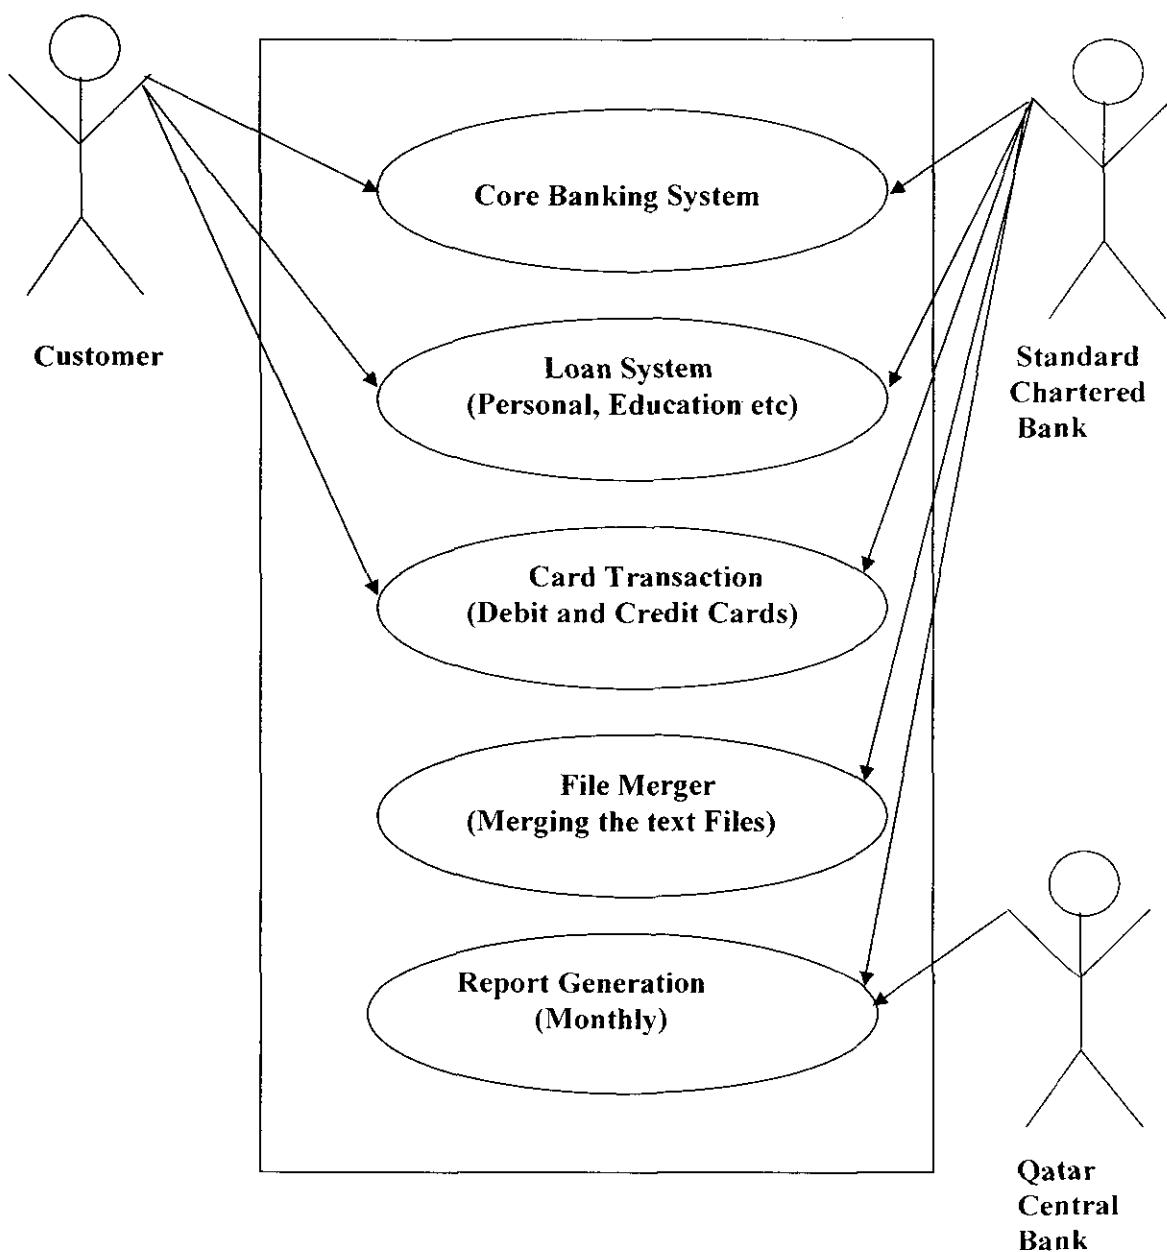 Core Banking System
Customer
Loan System
(Personal, Education etc)
Standard
Chartered
Bank
Card Transaction
(Debit and Credit Cards)
File Merger
(Merging the text Files)
Report Generation
(Monthly)
Qatar
Central
Bank